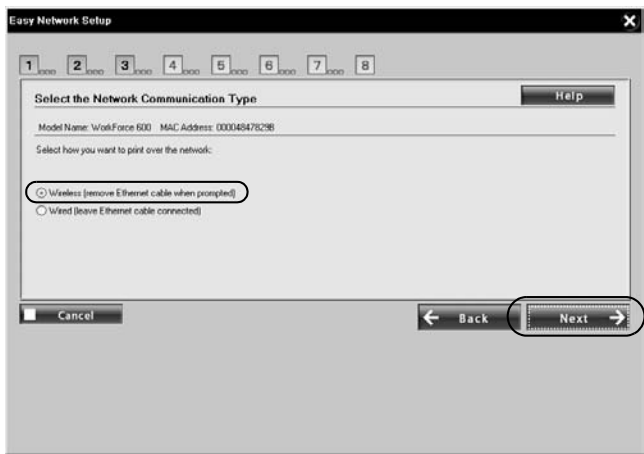 Easy Network Setup
1 2 3 4 5 6 7 8
Select the Network Communication Type
Help
Model Name: WorkForce 600 MAC Address: 00004847829B
Select how you want to print over the network:
Wireless (remove Ethernet cable when prompted)
Wired (leave Ethernet cable connected)
Cancel
Back
Next